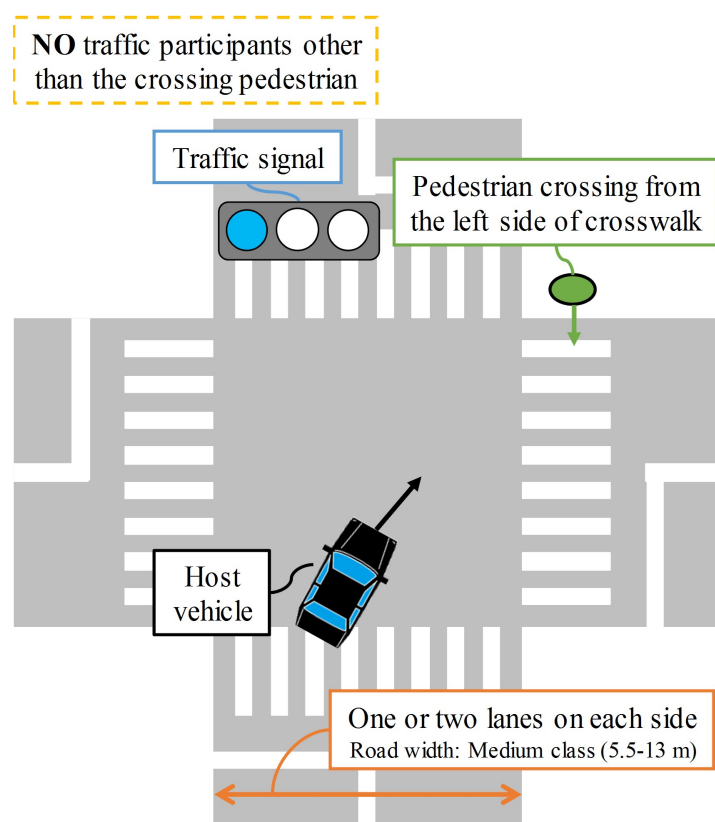 NO traffic participants other
than the crossing pedestrian
Traffic signal
Pedestrian crossing from
the left side of crosswalk
Host
vehicle
One or two lanes on each side
Road width: Medium class (5.5-13 m)